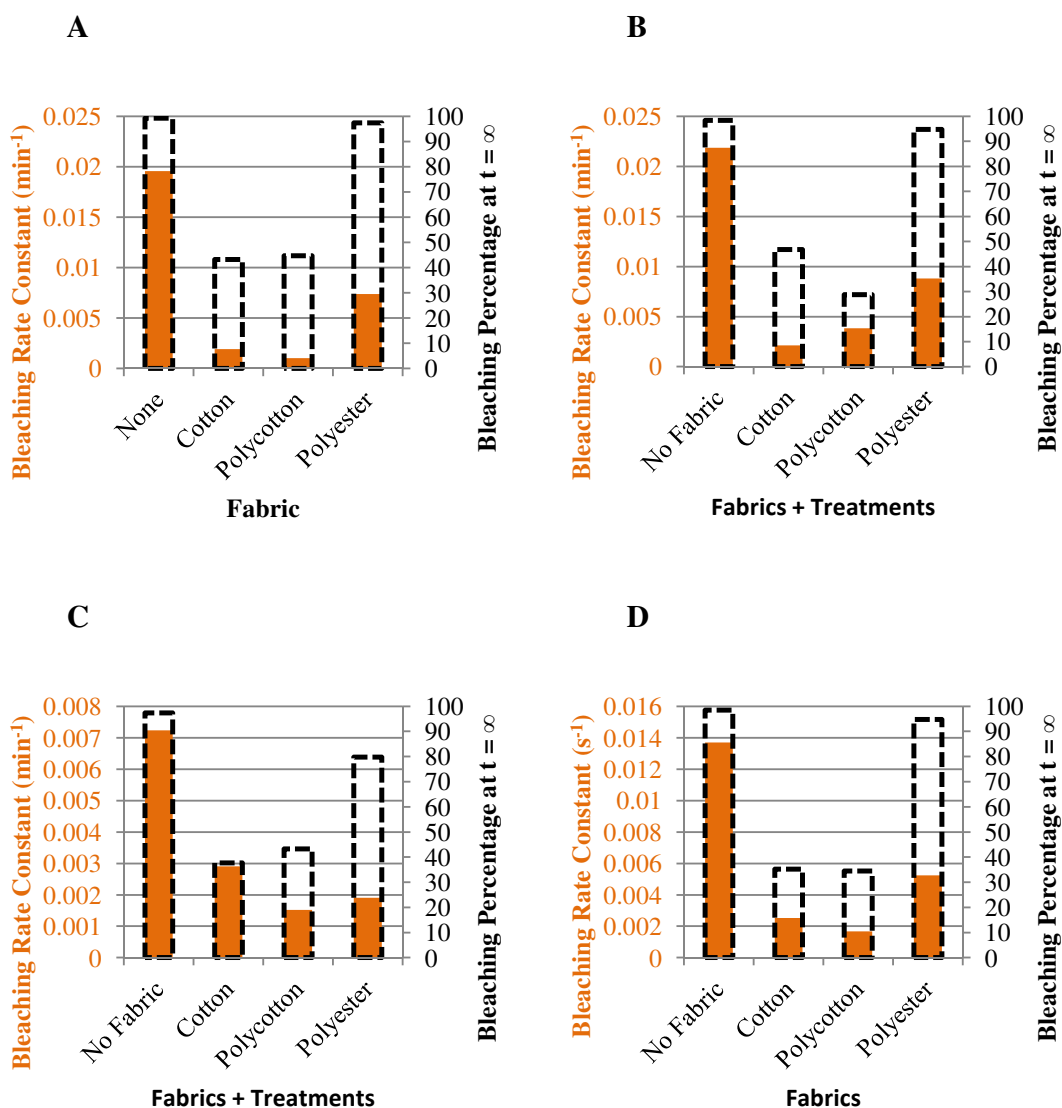 A
Bleaching Rate Constant (min⁻¹)
0.025
0.02
0.015
0.01
0.005
0
100
90
80
70
60
50
40
30
20
10
0
Bleaching Percentage at t = ∞
None
Cotton
Polycotton
Polyester
Fabric
B
Bleaching Rate Constant (min⁻¹)
0.025
0.02
0.015
0.01
0.005
0
100
90
80
70
60
50
40
30
20
10
0
Bleaching Percentage at t = ∞
No Fabric
Cotton
Polycotton
Polyester
Fabrics + Treatments
C
Bleaching Rate Constant (min⁻¹)
0.008
0.007
0.006
0.005
0.004
0.003
0.002
0.001
0
100
90
80
70
60
50
40
30
20
10
0
Bleaching Percentage at t = ∞
No Fabric
Cotton
Polycotton
Polyester
Fabrics + Treatments
D
Bleaching Rate Constant (s⁻¹)
0.016
0.014
0.012
0.01
0.008
0.006
0.004
0.002
0
100
90
80
70
60
50
40
30
20
10
0
Bleaching Percentage at t = ∞
No Fabric
Cotton
Polycotton
Polyester
Fabrics